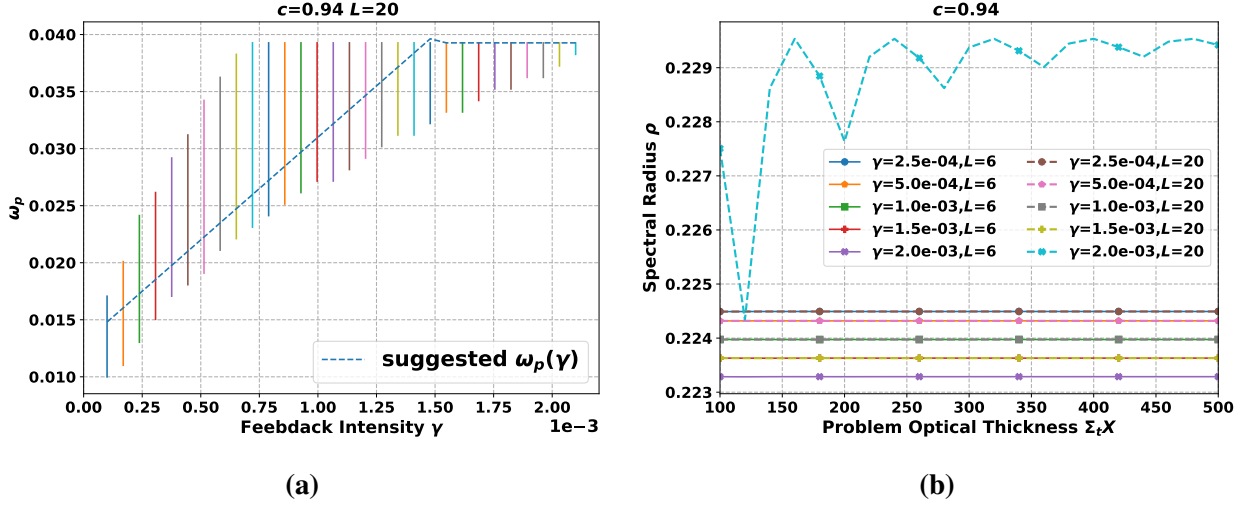 c=0.94 L=20
0.040
0.035
0.030
0.025
0.020
0.015
0.010
ω_p
suggested ω_p(γ)
0.00 0.25 0.50 0.75 1.00 1.25 1.50 1.75 2.00
Feebdack Intensity γ
1e−3
(a)
c=0.94
0.229
0.228
0.227
0.226
0.225
0.224
0.223
Spectral Radius ρ
γ=2.5e-04,L=6 γ=2.5e-04,L=20
γ=5.0e-04,L=6 γ=5.0e-04,L=20
γ=1.0e-03,L=6 γ=1.0e-03,L=20
γ=1.5e-03,L=6 γ=1.5e-03,L=20
γ=2.0e-03,L=6 γ=2.0e-03,L=20
100 150 200 250 300 350 400 450 500
Problem Optical Thickness Σ_tX
(b)